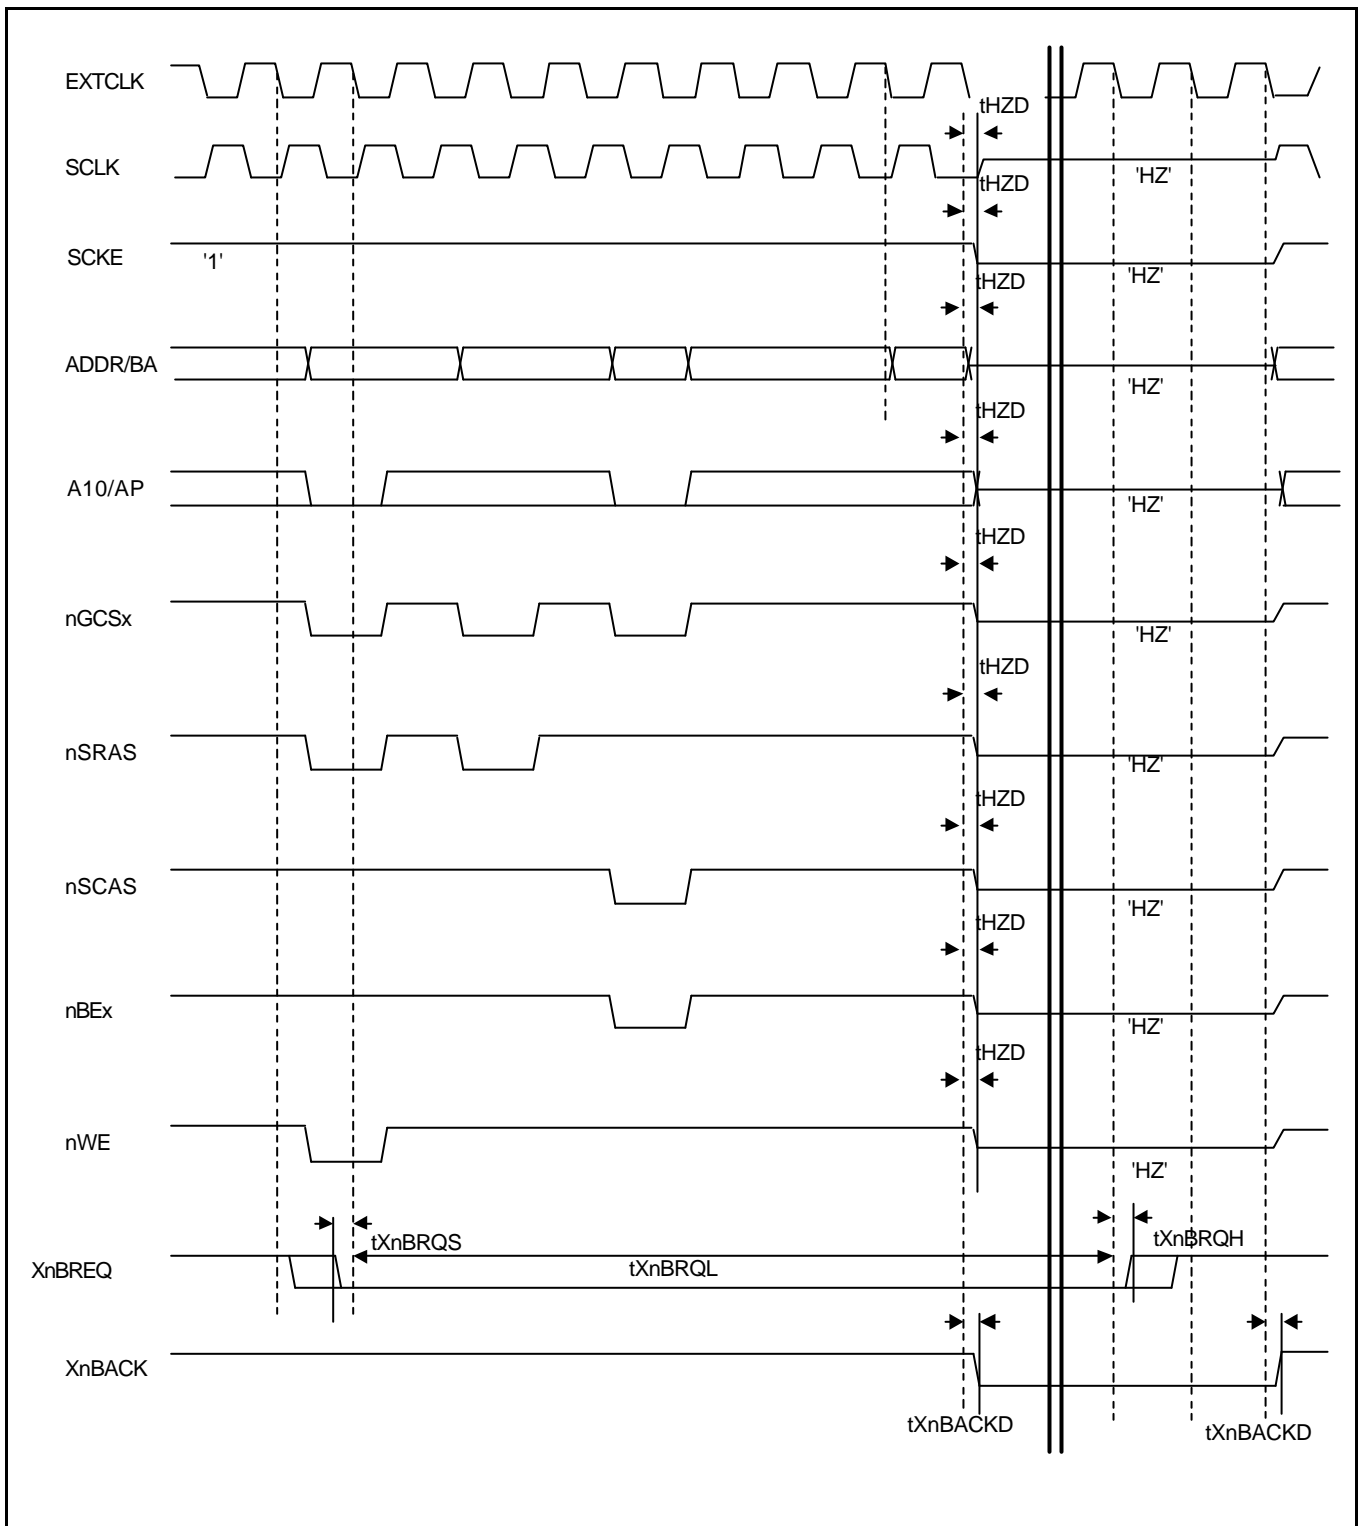 EXTCLK
tHZD
SCLK
'HZ'
tHZD
SCKE
'1'
'HZ'
tHZD
ADDR/BA
'HZ'
tHZD
A10/AP
'HZ'
tHZD
nGCSx
'HZ'
tHZD
nSRAS
'HZ'
tHZD
nSCAS
'HZ'
tHZD
nBEx
'HZ'
tHZD
nWE
'HZ'
tXnBRQS
tXnBRQH
XnBREQ
tXnBRQL
XnBACK
tXnBACKD
tXnBACKD